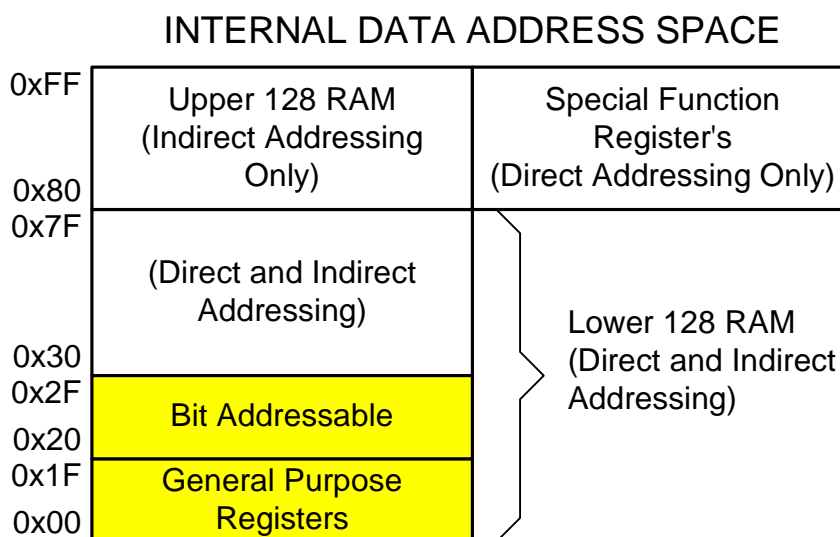 INTERNAL DATA ADDRESS SPACE
0xFF
Upper 128 RAM
(Indirect Addressing
Only)
0x80
Special Function
Register's
(Direct Addressing Only)
0x7F
(Direct and Indirect
Addressing)
0x30
Lower 128 RAM
(Direct and Indirect
Addressing)
0x2F
Bit Addressable
0x20
0x1F
General Purpose
Registers
0x00